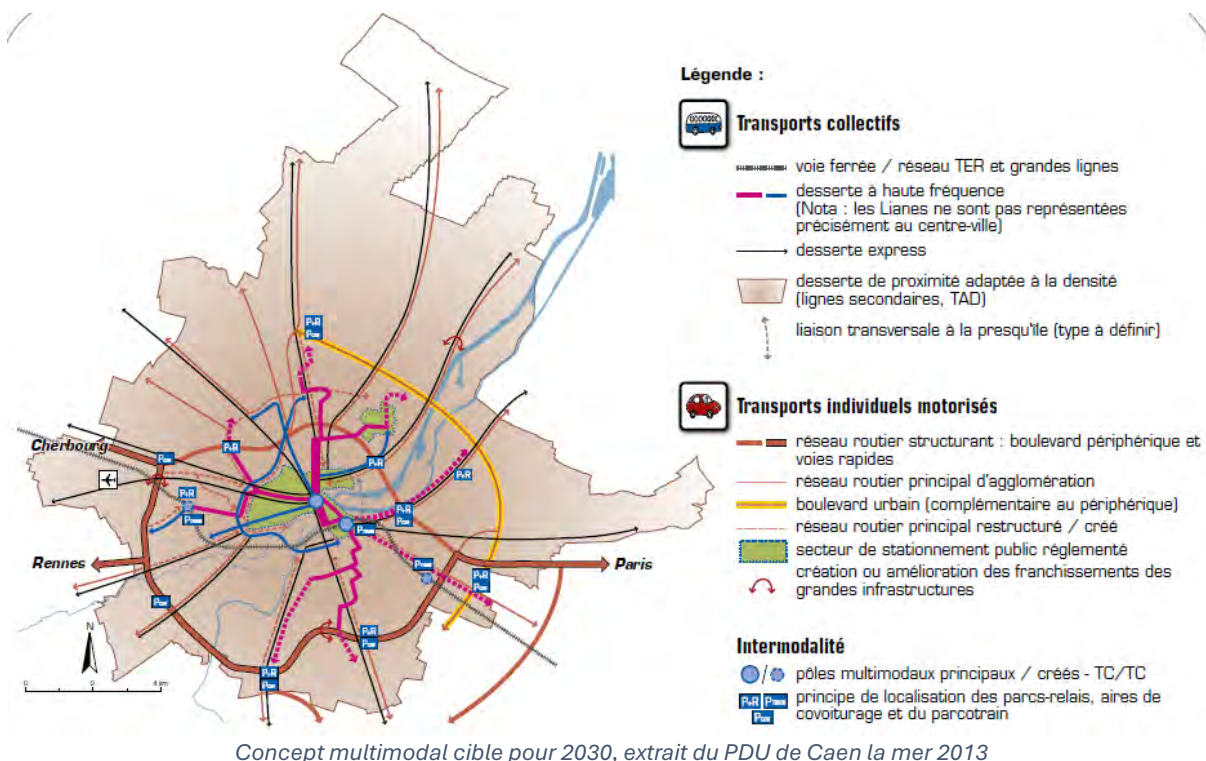 Légende :
Transports collectifs
voie ferrée / réseau TER et grandes lignes
desserte à haute fréquence
(Nota : les Lianes ne sont pas représentées
précisément au centre-ville)
desserte express
desserte de proximité adaptée à la densité
(lignes secondaires, TAD)
liaison transversale à la presqu'île (type à définir)
Transports individuels motorisés
réseau routier structurant : boulevard périphérique et
voies rapides
réseau routier principal d'agglomération
boulevard urbain (complémentaire au périphérique)
réseau routier principal restructuré / créé
secteur de stationnement public réglementé
création ou amélioration des franchissements des
grandes infrastructures
Intermodalité
pôles multimodaux principaux / créés - TC/TC
P+R
principe de localisation des parcs-relais, aires de
covoiturage et du parcotrain
P+R
P+R
Cherbourg
P+R
P+R
P+R
P+R
Rennes
Paris
P+R
P+R
P+R
N
0
4 km
Concept multimodal cible pour 2030, extrait du PDU de Caen la mer 2013